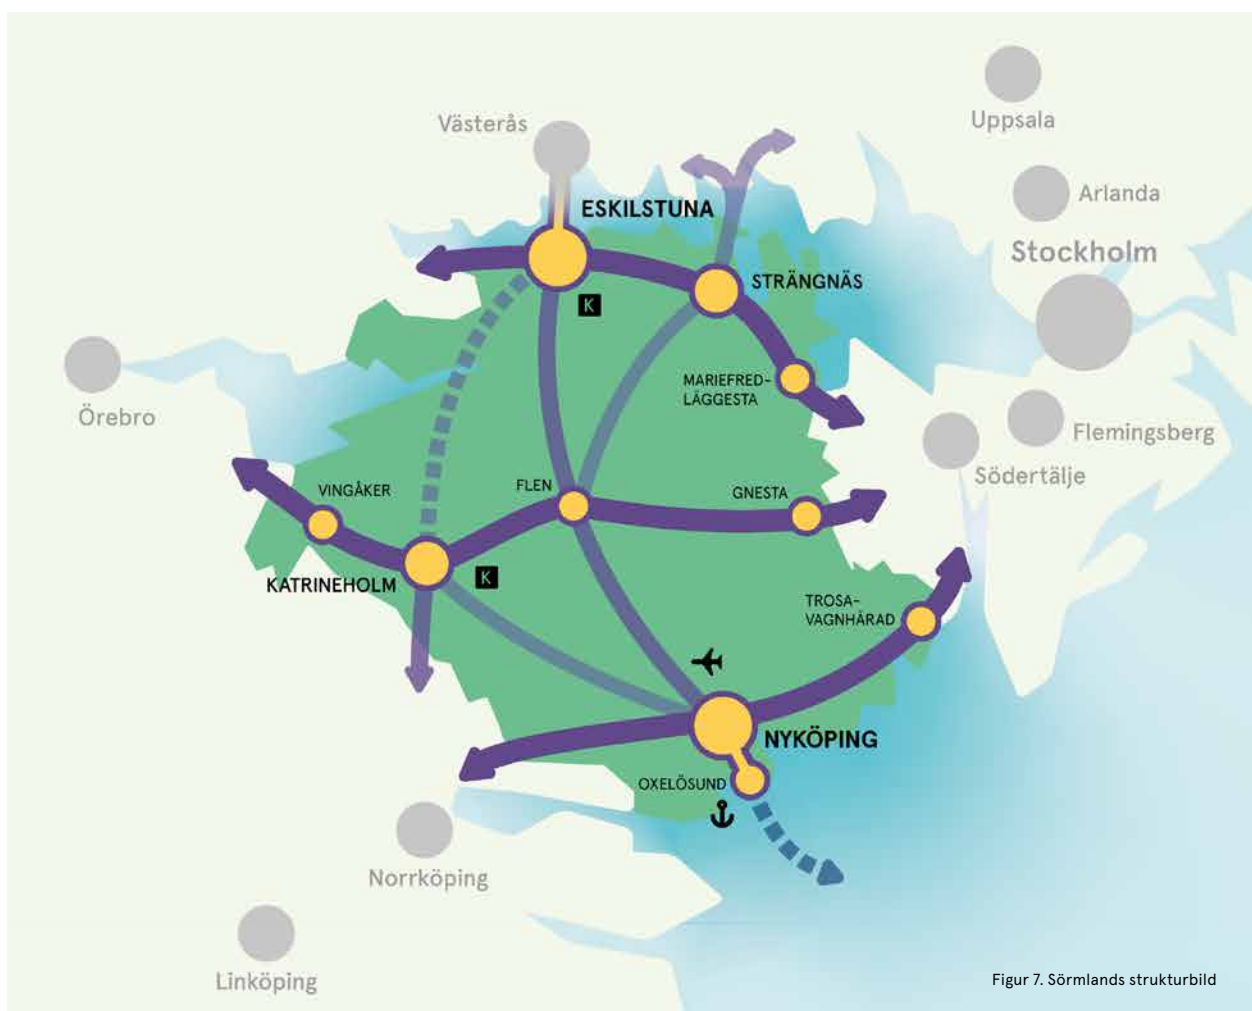 Uppsala
Västerås
Arlanda
ESKILSTUNA
Stockholm
STRÄNGNÄS
K
MARIEFRED-
LÄGGESTA
Örebro
Flemingsberg
Södertälje
VINGÅKER
FLEN
GNESTA
KATRINEHOLM
K
TROSA-
VAGNHÄRAD
NYKÖPING
OXELÖSUND
Norrköping
Linköping
Figur 7. Sörmlands strukturbild